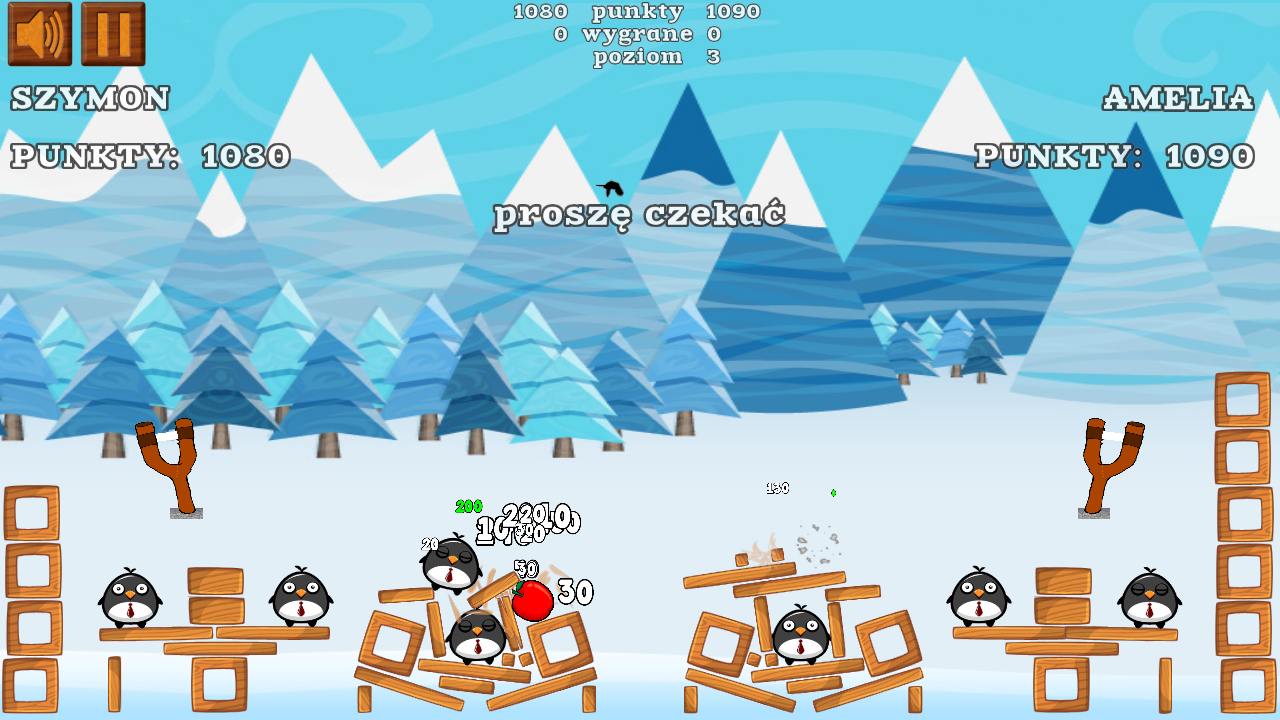 1080 punkty 1090
0 wygrane 0
poziom 3
SZYMON
AMELIA
PUNKTY: 1080
PUNKTY: 1090
proszę czekać
130
200
20
50
30